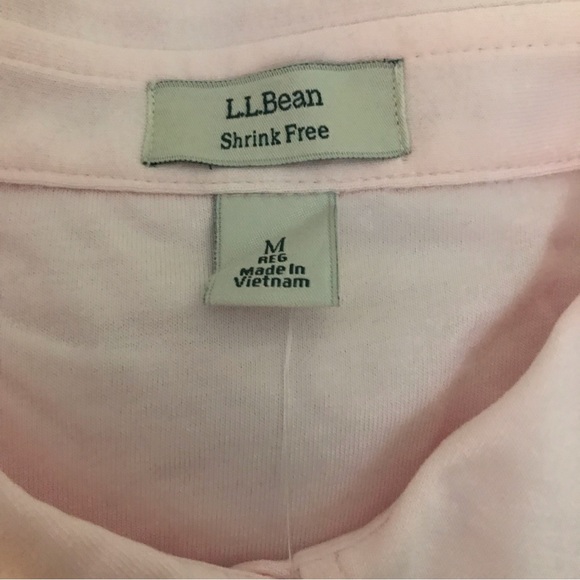 L.L.Bean
Shrink Free
M
REG
Made In
Vietnam